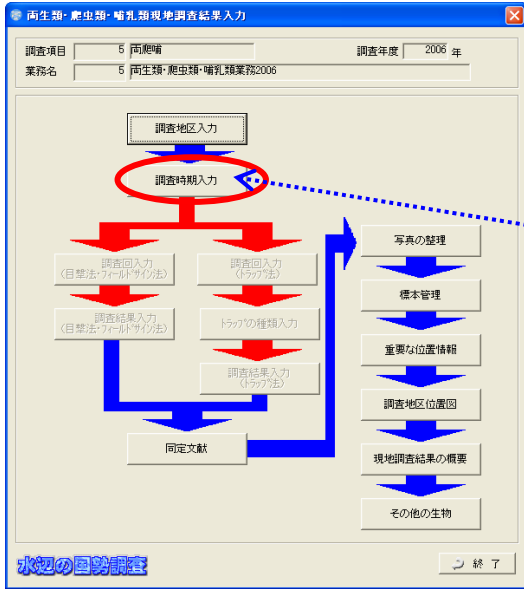 両生類・爬虫類・哺乳類現地調査結果入力
調査項目 5 両爬哺 調査年度 2006 年
業務名 5 両生類・爬虫類・哺乳類業務2006
調査地区入力
調査時期入力
調査回入力
(目撃法・フィールドサイン法)
調査回入力
(トラップ法)
調査結果入力
(目撃法・フィールドサイン法)
トラップの種類入力
調査結果入力
(トラップ法)
同定文献
写真の整理
標本管理
重要な位置情報
調査地区位置図
現地調査結果の概要
その他の生物
水辺の国勢調査
終 了